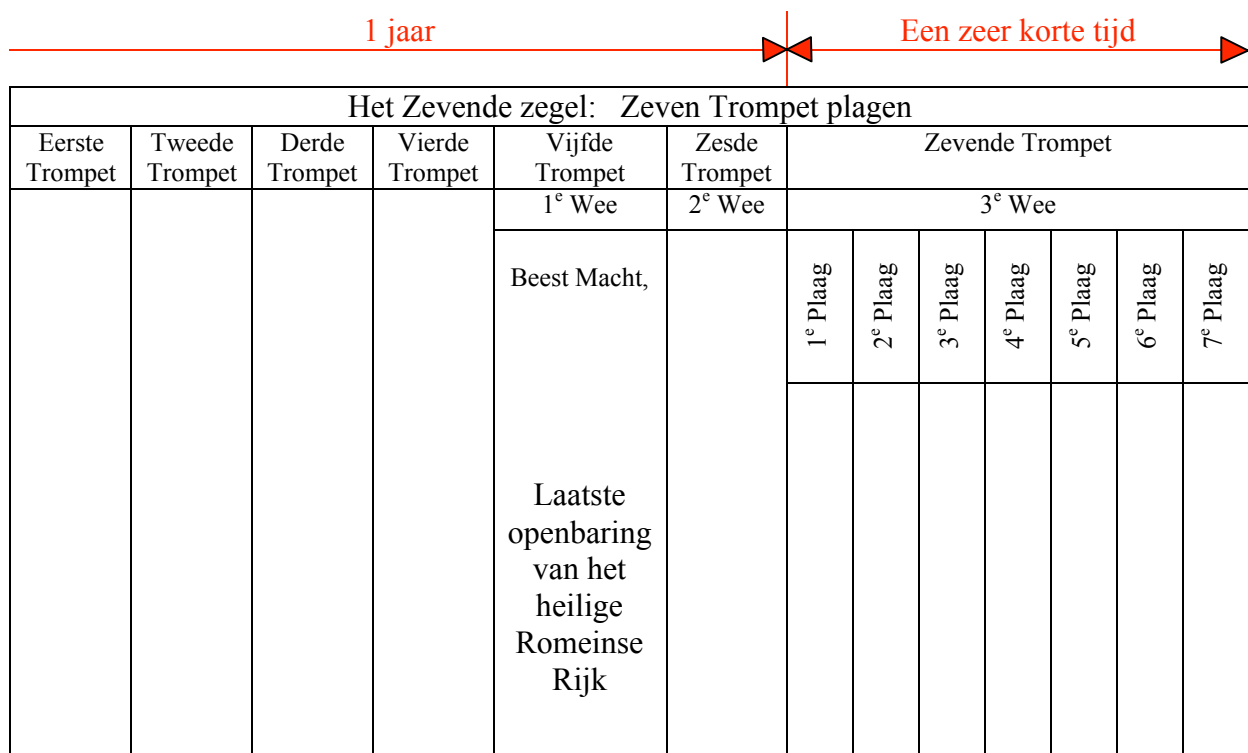 1 jaar
Een zeer korte tijd
Het Zevende zegel: Zeven Trompet plagen
Eerste
Trompet
Tweede
Trompet
Derde
Trompet
Vierde
Trompet
Vijfde
Trompet
Zesde
Trompet
Zevende Trompet
1e Wee
2e Wee
3e Wee
Beest Macht,
1e Plaag
2e Plaag
3e Plaag
4e Plaag
5e Plaag
6e Plaag
7e Plaag
Laatste
openbaring
van het
heilige
Romeinse
Rijk